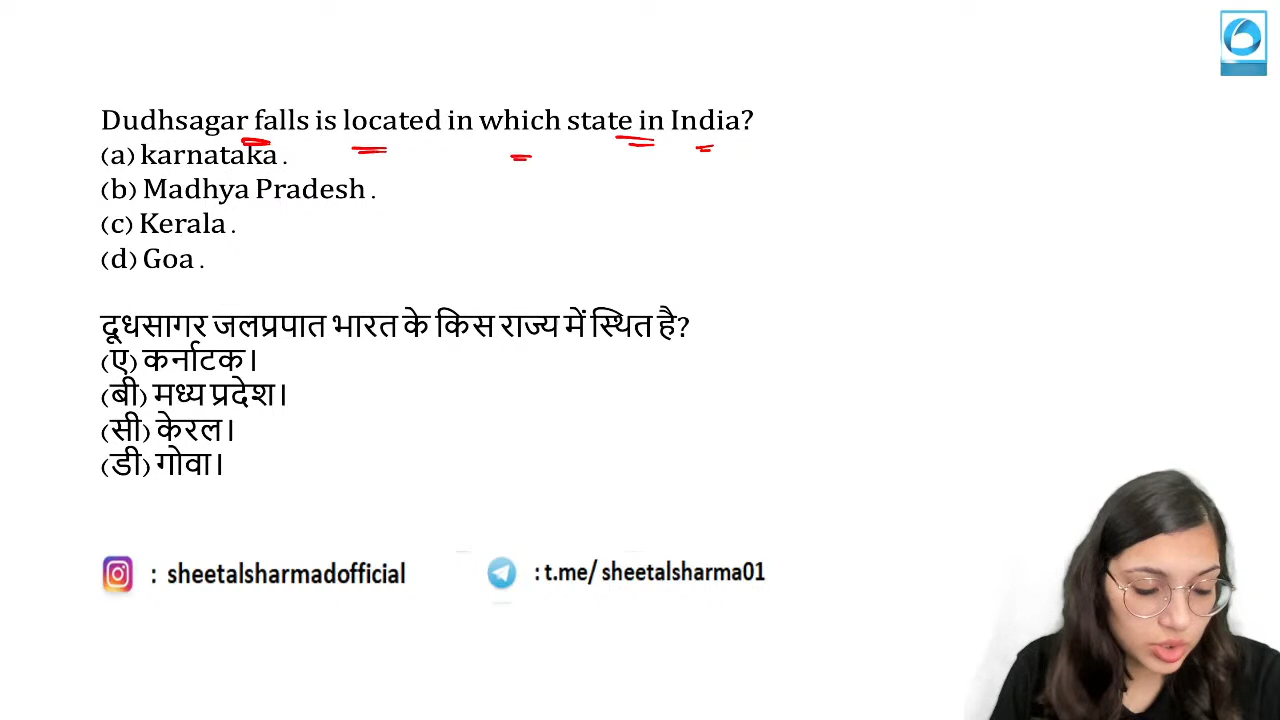 Dudhsagar falls is located in which state in India?
(a) karnataka .
(b) Madhya Pradesh .
(c) Kerala .
(d) Goa .
दूधसागर जलप्रपात भारत के किस राज्य में स्थित है?
(ए) कर्नाटक।
(बी) मध्य प्रदेश।
(सी) केरल।
(डी) गोवा।
: sheetalsharmadofficial
: t.me/ sheetalsharma01